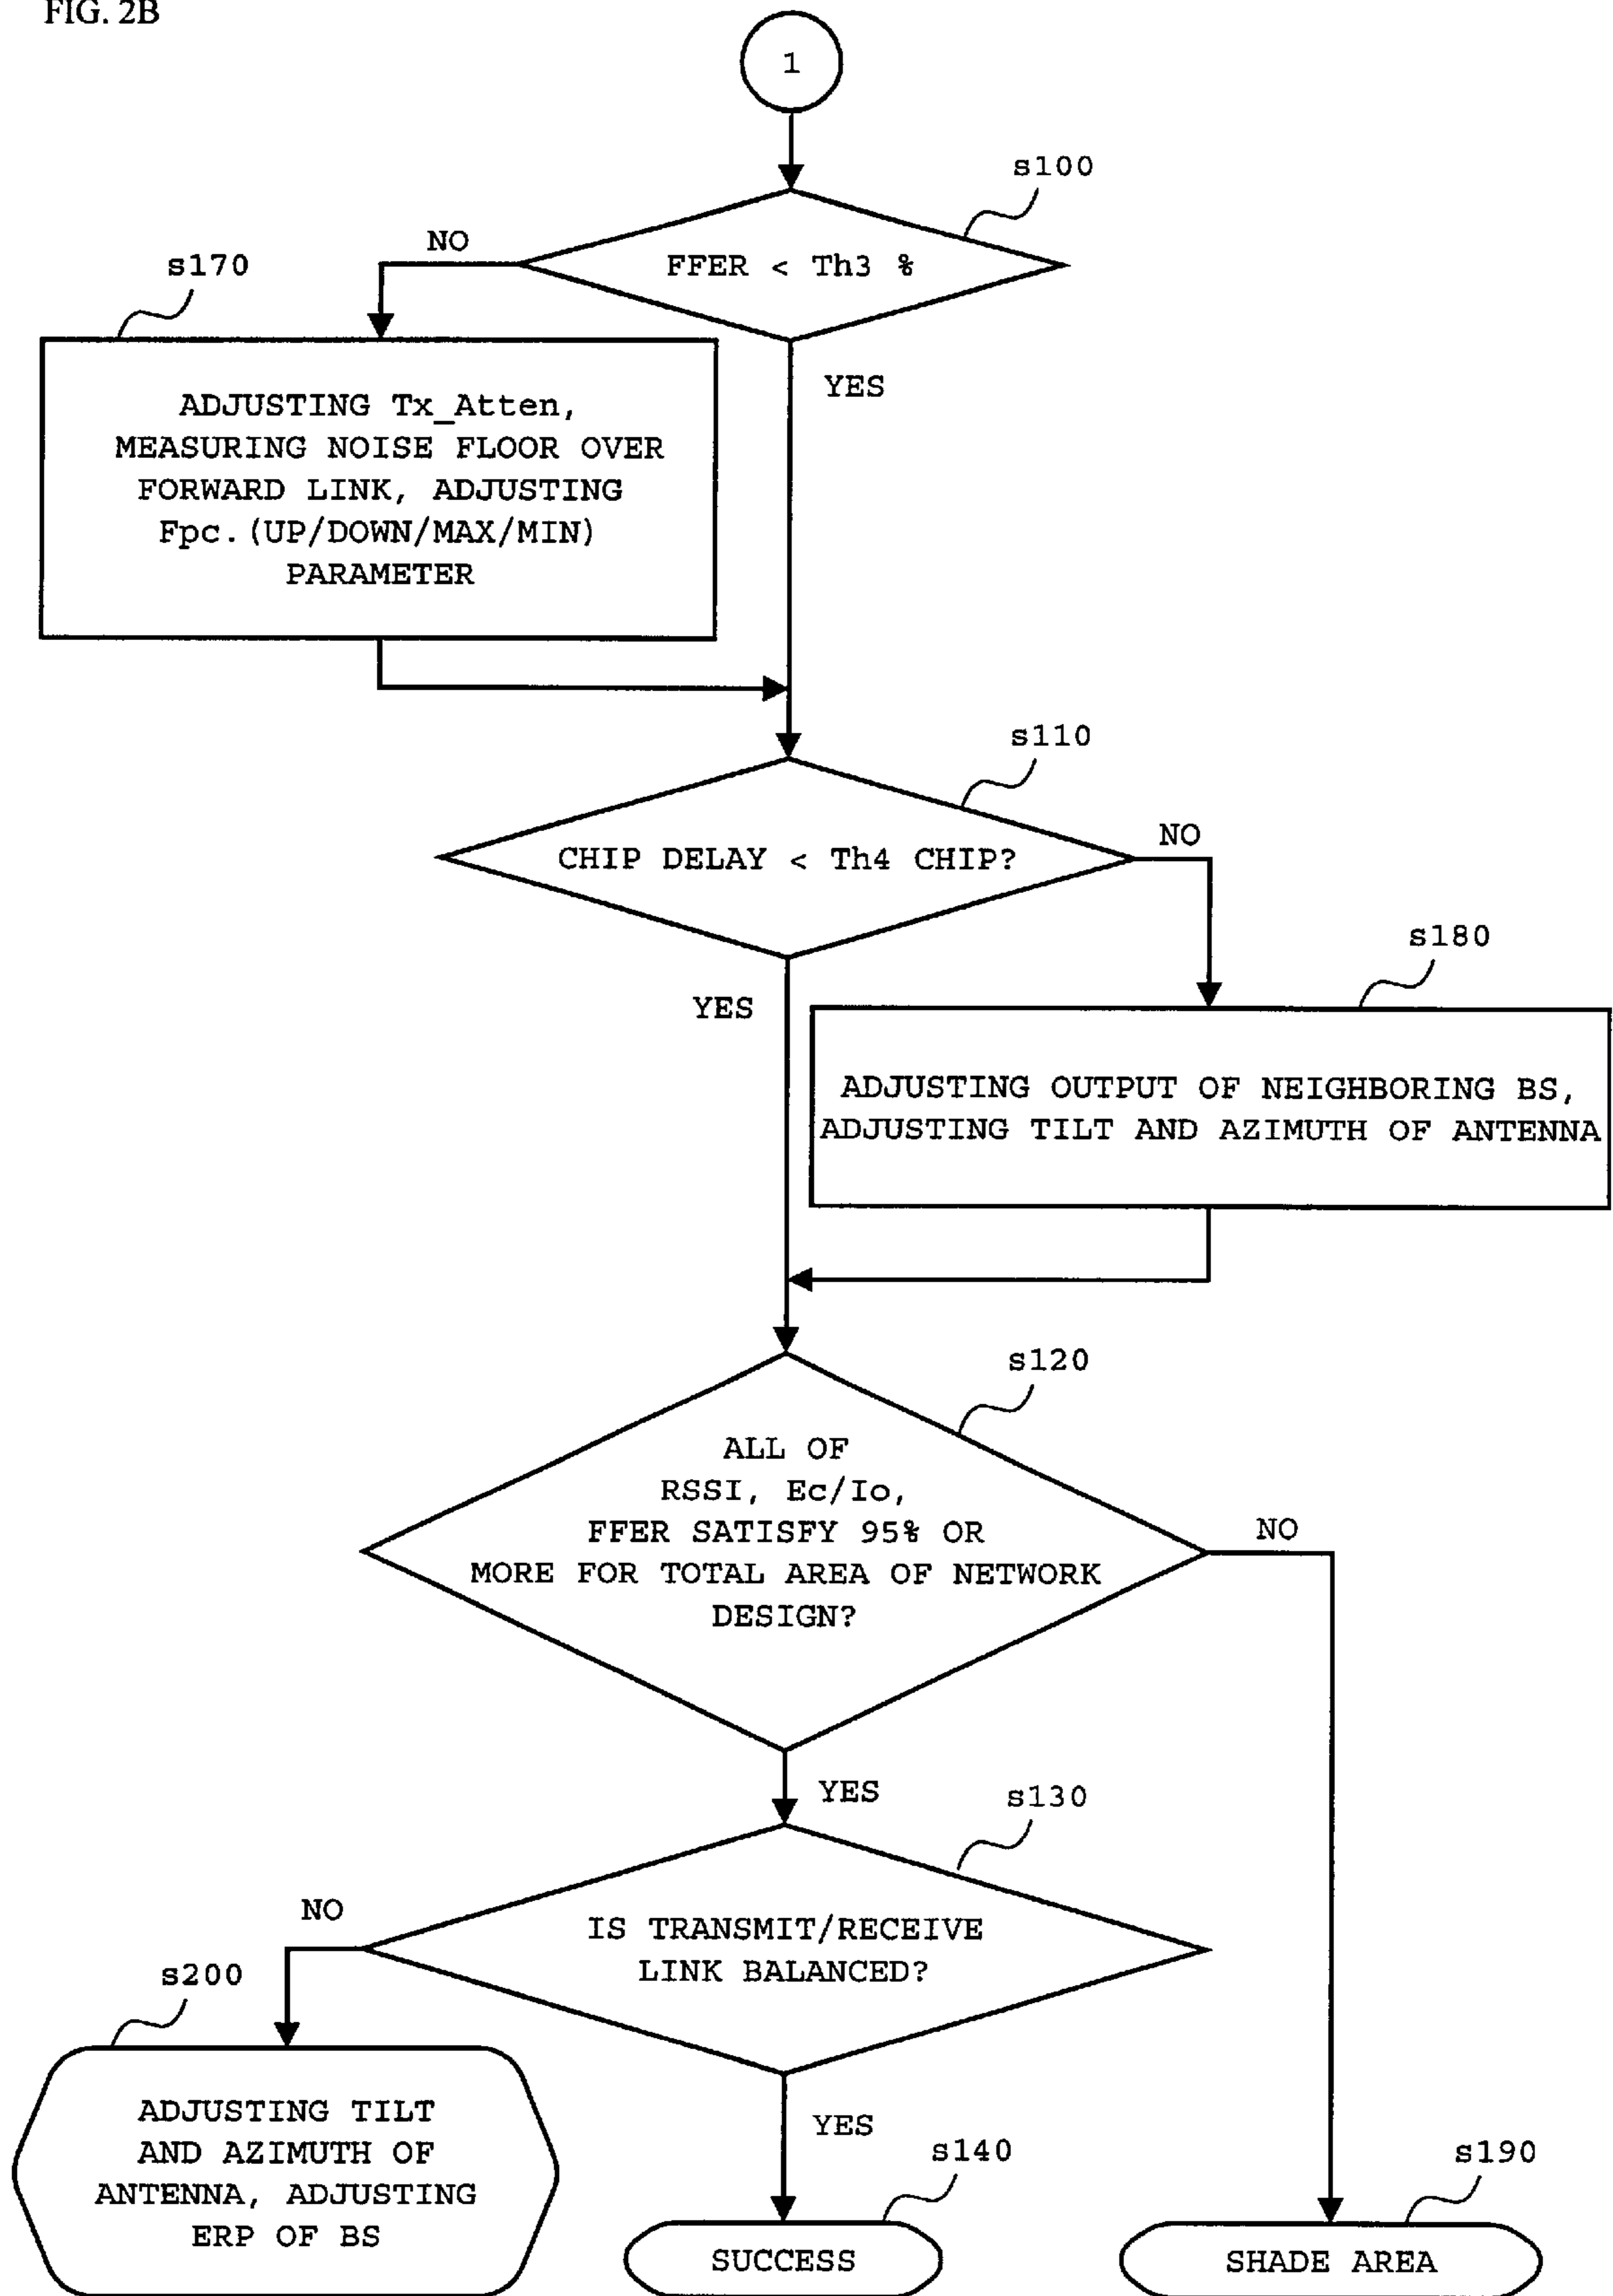 FIG. 2B
1
s100
FFER < Th3 %
NO
YES
s170
ADJUSTING Tx_Atten,
MEASURING NOISE FLOOR OVER
FORWARD LINK, ADJUSTING
Fpc.(UP/DOWN/MAX/MIN)
PARAMETER
s110
CHIP DELAY < Th4 CHIP?
NO
YES
s180
ADJUSTING OUTPUT OF NEIGHBORING BS,
ADJUSTING TILT AND AZIMUTH OF ANTENNA
s120
ALL OF
RSSI, Ec/Io,
FFER SATISFY 95% OR
MORE FOR TOTAL AREA OF NETWORK
DESIGN?
NO
YES
s130
IS TRANSMIT/RECEIVE
LINK BALANCED?
NO
YES
s200
ADJUSTING TILT
AND AZIMUTH OF
ANTENNA, ADJUSTING
ERP OF BS
s140
SUCCESS
s190
SHADE AREA